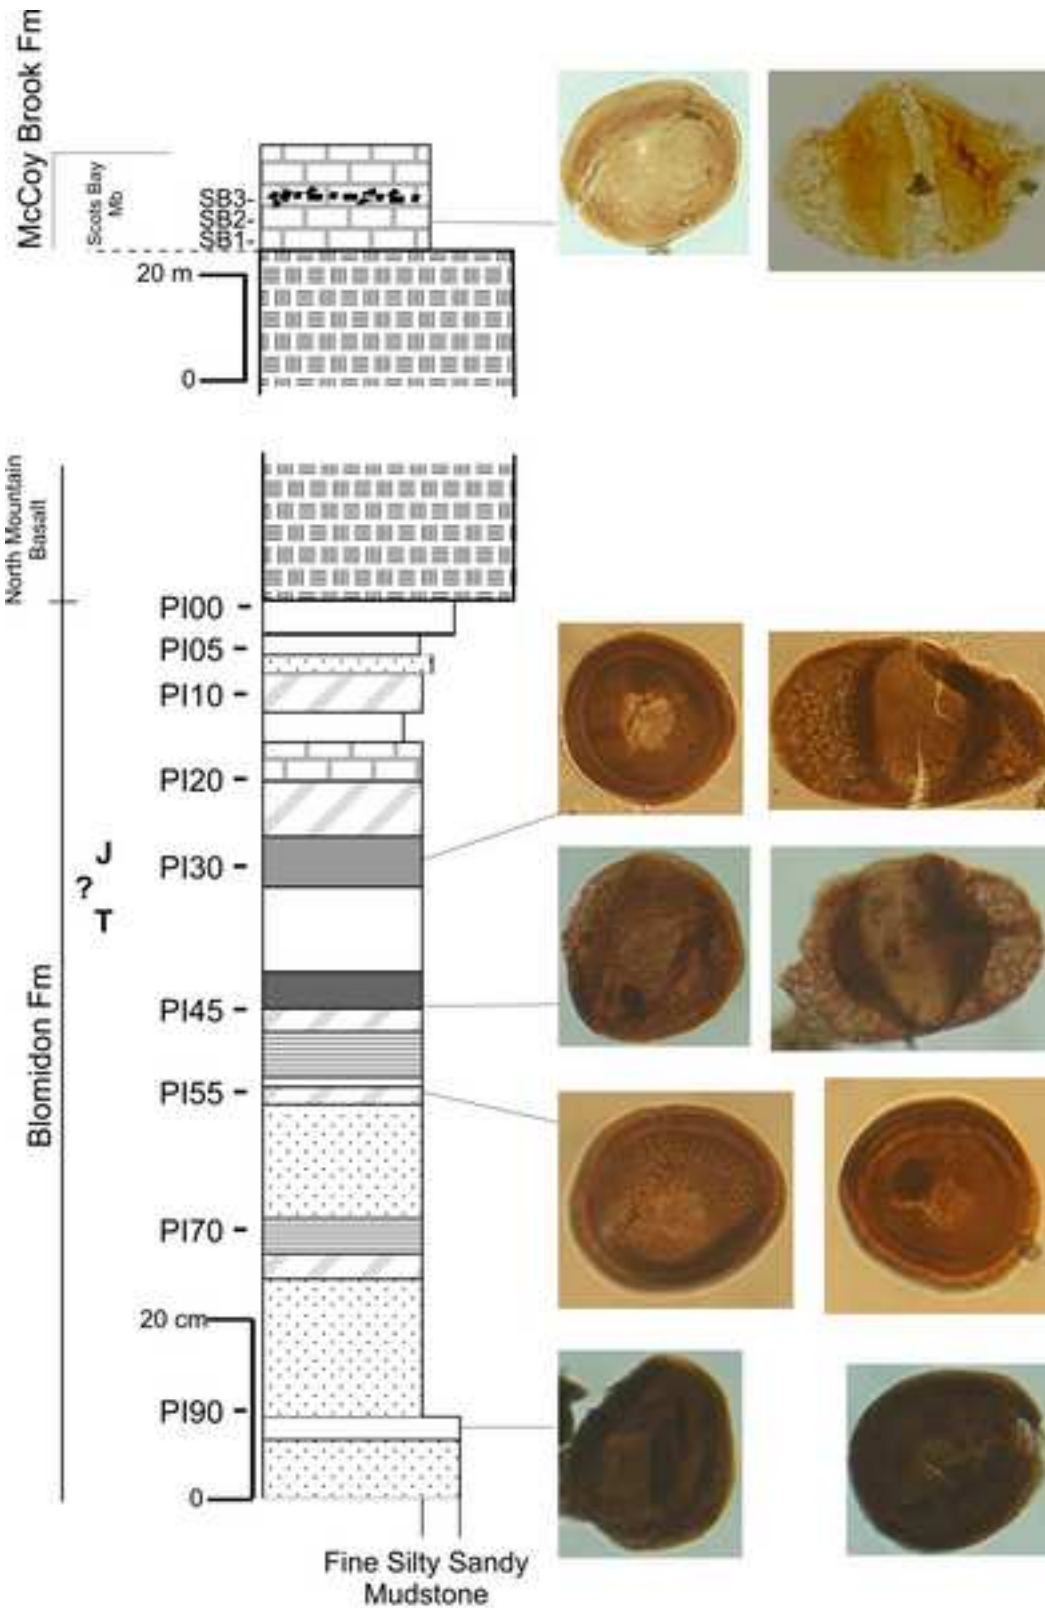 McCoy Brook Fm
Scots Bay
Mb
SB3-
SB2-
SB1-
20 m
0
North Mountain
Basalt
PI00 -
PI05 -
PI10 -
PI20 -
PI30 -
J
?
T
PI45 -
PI55 -
Blomidon Fm
PI70 -
20 cm
PI90 -
0
Fine Silty Sandy
Mudstone